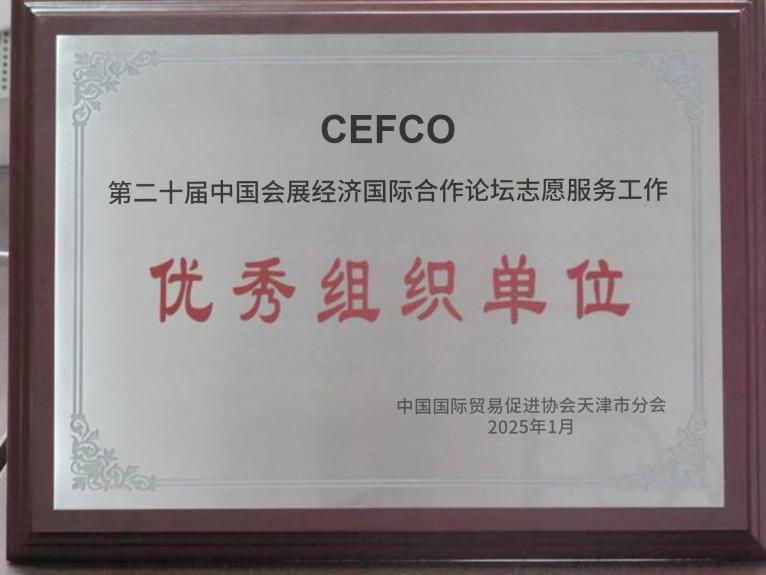 CEFCO
第二十届中国会展经济国际合作论坛志愿服务工作
优秀组织单位
中国国际贸易促进协会天津市分会
2025年1月